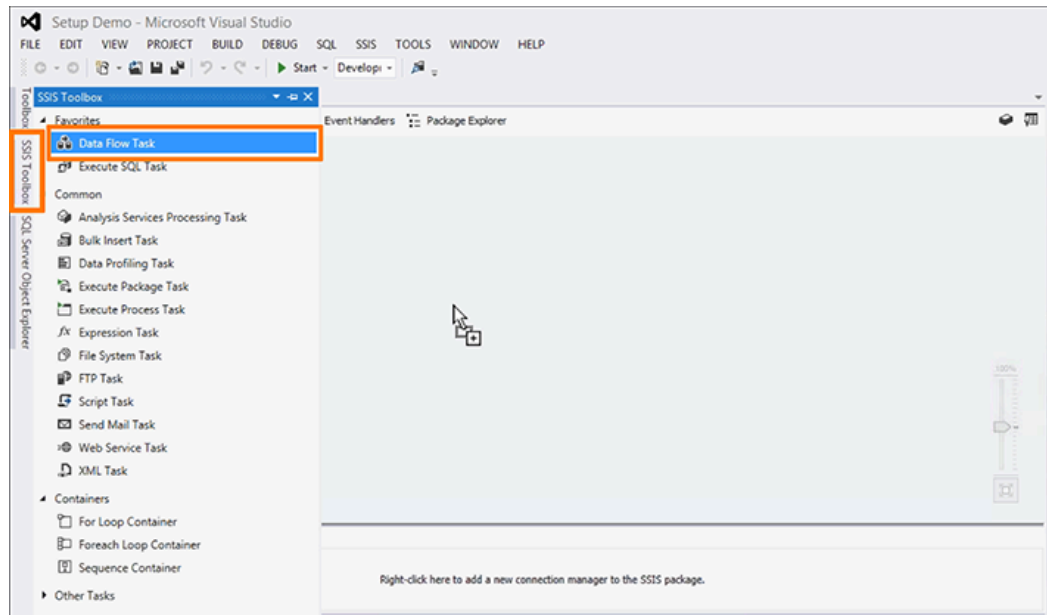 Setup Demo - Microsoft Visual Studio
FILE EDIT VIEW PROJECT BUILD DEBUG SQL SSIS TOOLS WINDOW HELP
Start Develop
Toolbox
SSIS Toolbox
SQL Server Object Explorer
SSIS Toolbox
Favorites
Data Flow Task
Execute SQL Task
Common
Analysis Services Processing Task
Bulk Insert Task
Data Profiling Task
Execute Package Task
Execute Process Task
Expression Task
File System Task
FTP Task
Script Task
Send Mail Task
Web Service Task
XML Task
Containers
For Loop Container
Foreach Loop Container
Sequence Container
Other Tasks
Event Handlers Package Explorer
100%
Right-click here to add a new connection manager to the SSIS package.